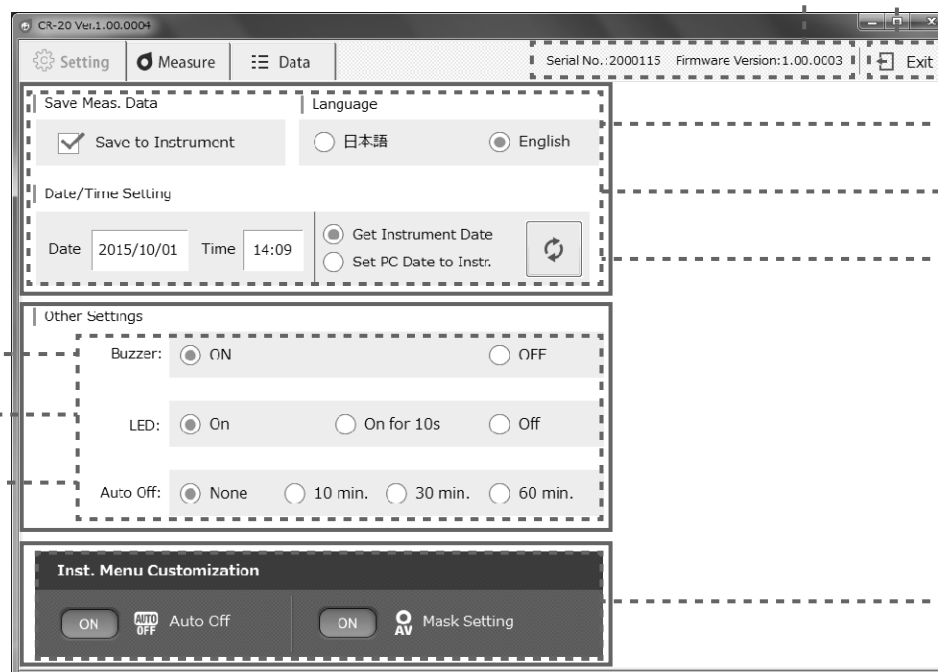 CR-20 Ver.1.00.0004
Setting Measure Data Serial No.:2000115 Firmware Version:1.00.0003 Exit
Save Meas. Data Language
Save to Instrument 日本語 English
Date/Time Setting
Date 2015/10/01 Time 14:09 Get Instrument Date
Set PC Date to Instr.
Other Settings
Buzzer: ON OFF
LED: On On for 10s Off
Auto Off: None 10 min. 30 min. 60 min.
Inst. Menu Customization
ON AUTO OFF Auto Off ON AV Mask Setting